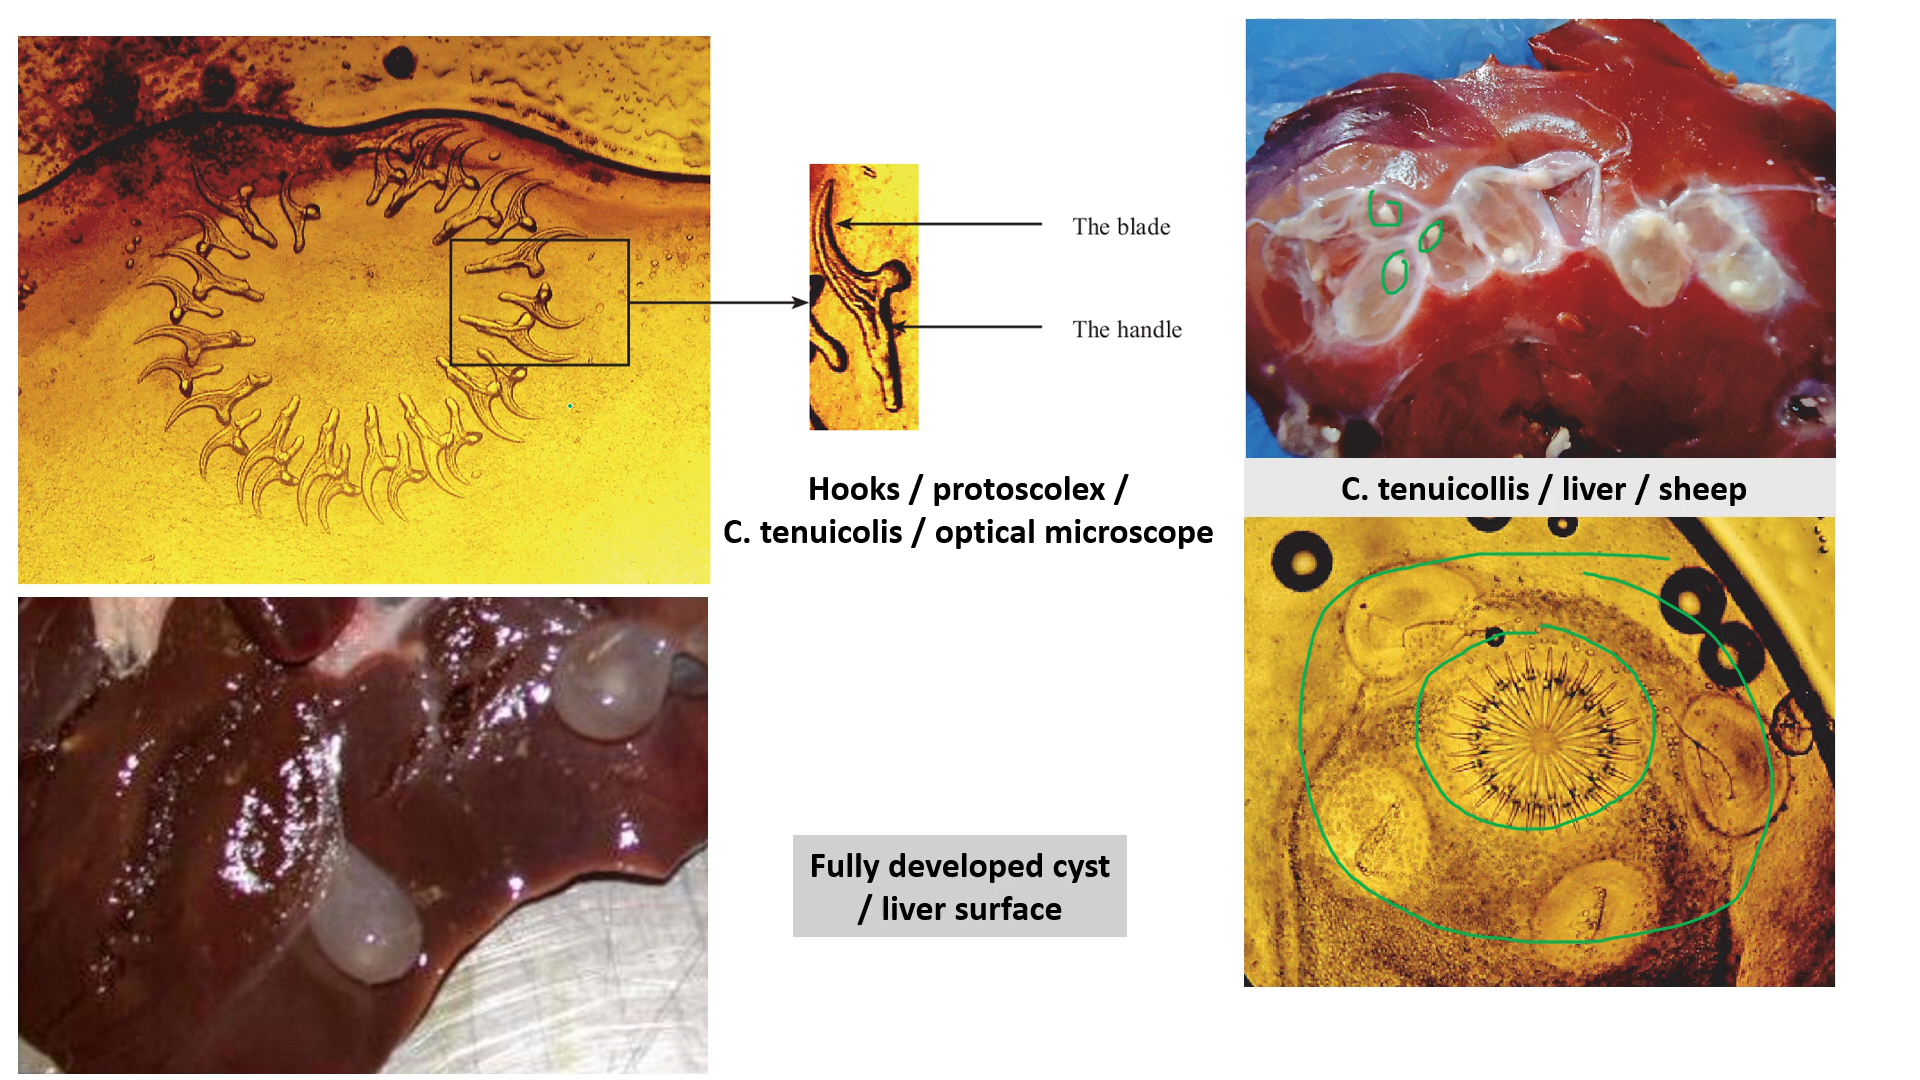 The blade
The handle
Hooks / protoscolex /
C. tenuicolis / optical microscope
C. tenuicollis / liver / sheep
Fully developed cyst
/ liver surface